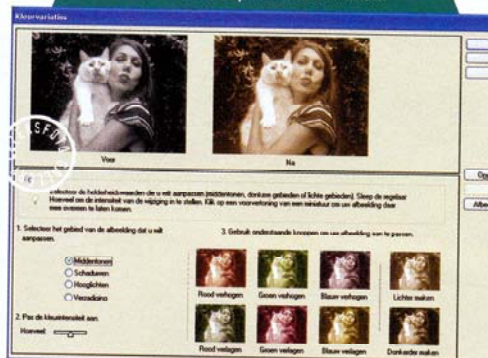 Kleurvariaties
Voor
Na
Selecteer de helderheidswaarden die u wilt aanpassen (middentonen, donkere gebieden of lichte gebieden). Sleep de regelaar
Hoeveel om de intensiteit van de wijziging in te stellen. Klik op een voorvertoning van een miniatuur om uw afbeelding daar
mee overeen te laten komen.
1. Selecteer het gebied van de afbeelding dat u wilt
aanpassen.
Middentonen
Schaduwen
Hooglichten
Verzadiging
2. Pas de kleurintensiteit aan.
Hoeveel:
3. Gebruik onderstaande knoppen om uw afbeelding aan te passen.
Rood verhogen
Groen verhogen
Blauw verhogen
Lichter maken
Rood verlagen
Groen verlagen
Blauw verlagen
Donkerder maken